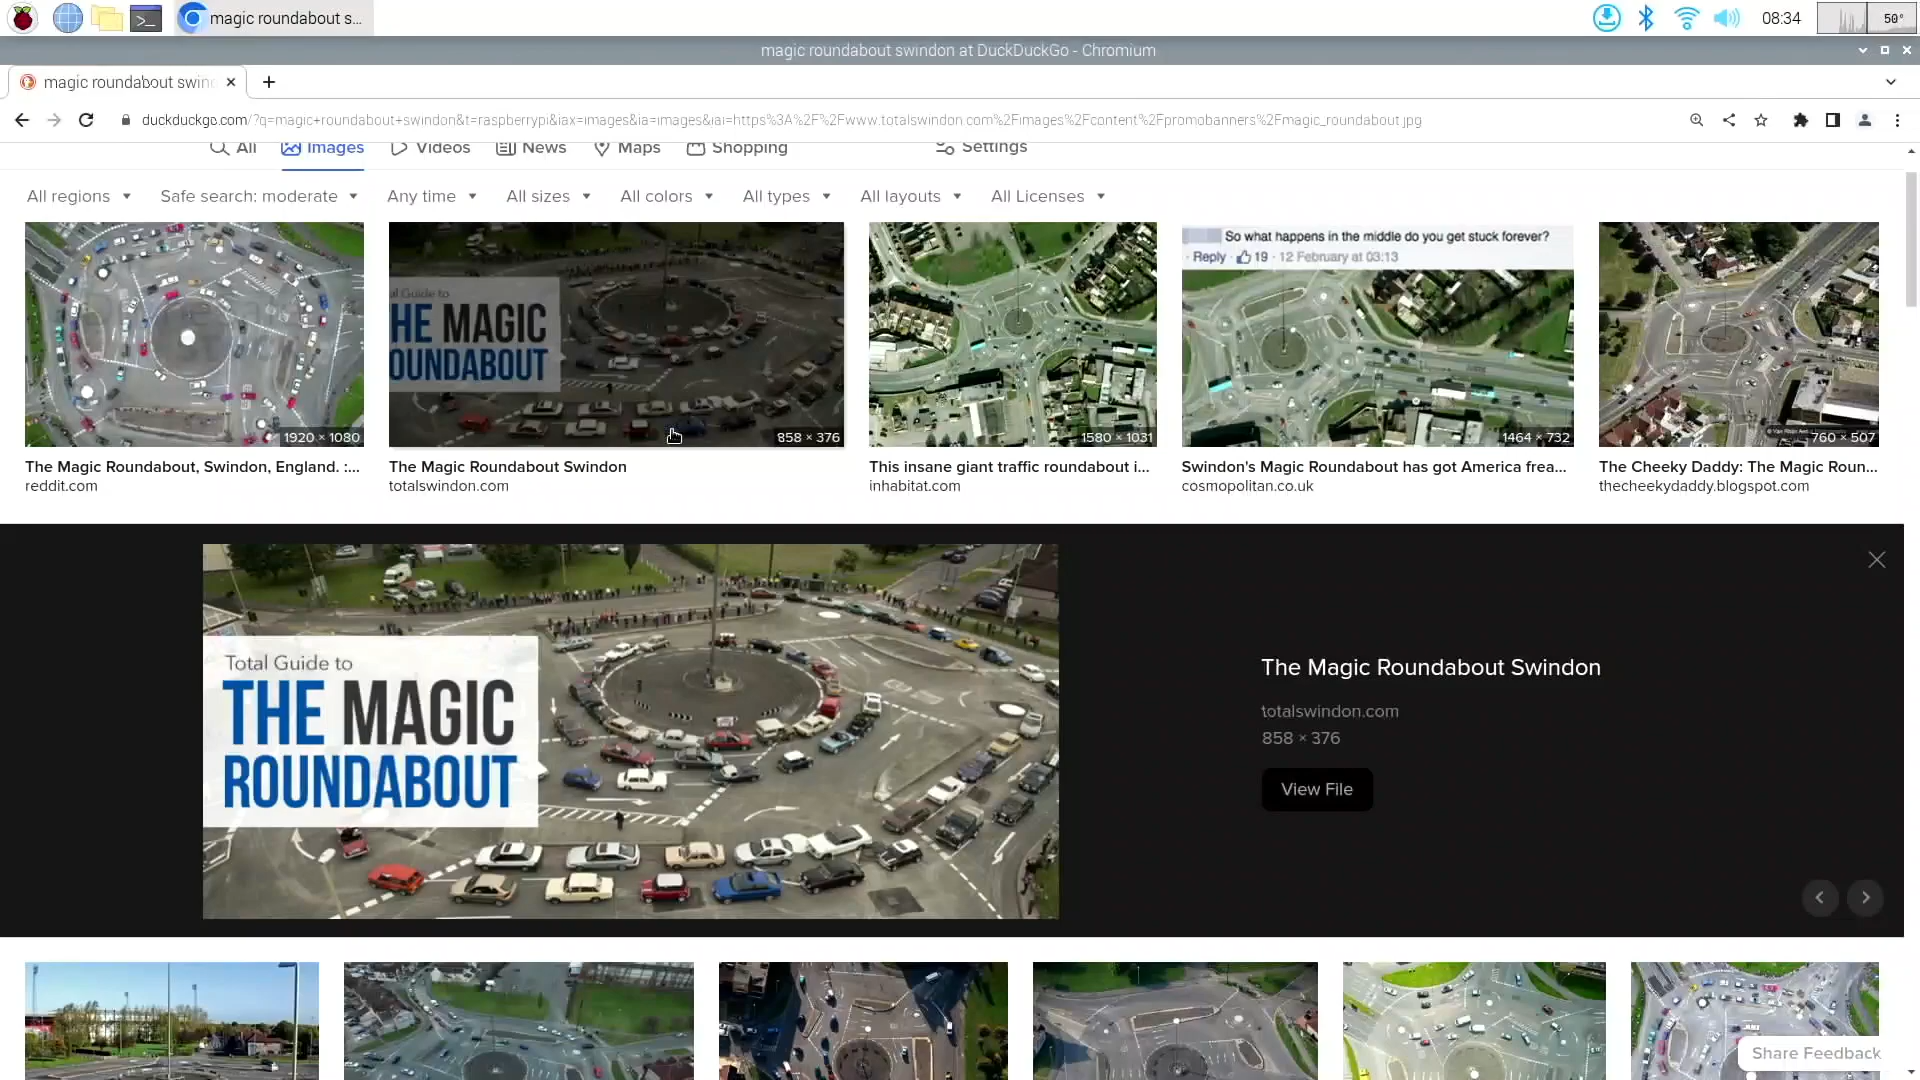 magic roundabout s...
08:34
50°
magic roundabout swindon at DuckDuckGo - Chromium
magic roundabout swin
duckduckgo.com/?q=magic+roundabout+swindon&t=raspberrypi&iax=images&ia=images&iai=https%3A%2F%2Fwww.totalswindon.com%2Fimages%2Fcontent%2Fpromobanners%2Fmagic_roundabout.jpg
All Images Videos News Maps Shopping Settings
All regions Safe search: moderate Any time All sizes All colors All types All layouts All Licenses
al Guide to
HE MAGIC
OUNDABOUT
So what happens in the middle do you get stuck forever?
· Reply · 19 · 12 February at 03:13
1920 × 1080
858 × 376
1580 × 1031
1464 × 732
760 × 507
The Magic Roundabout, Swindon, England. :...
reddit.com
The Magic Roundabout Swindon
totalswindon.com
This insane giant traffic roundabout i...
inhabitat.com
Swindon's Magic Roundabout has got America frea...
cosmopolitan.co.uk
The Cheeky Daddy: The Magic Roun...
thecheekydaddy.blogspot.com
Total Guide to
THE MAGIC
ROUNDABOUT
The Magic Roundabout Swindon
totalswindon.com
858 × 376
View File
Share Feedback